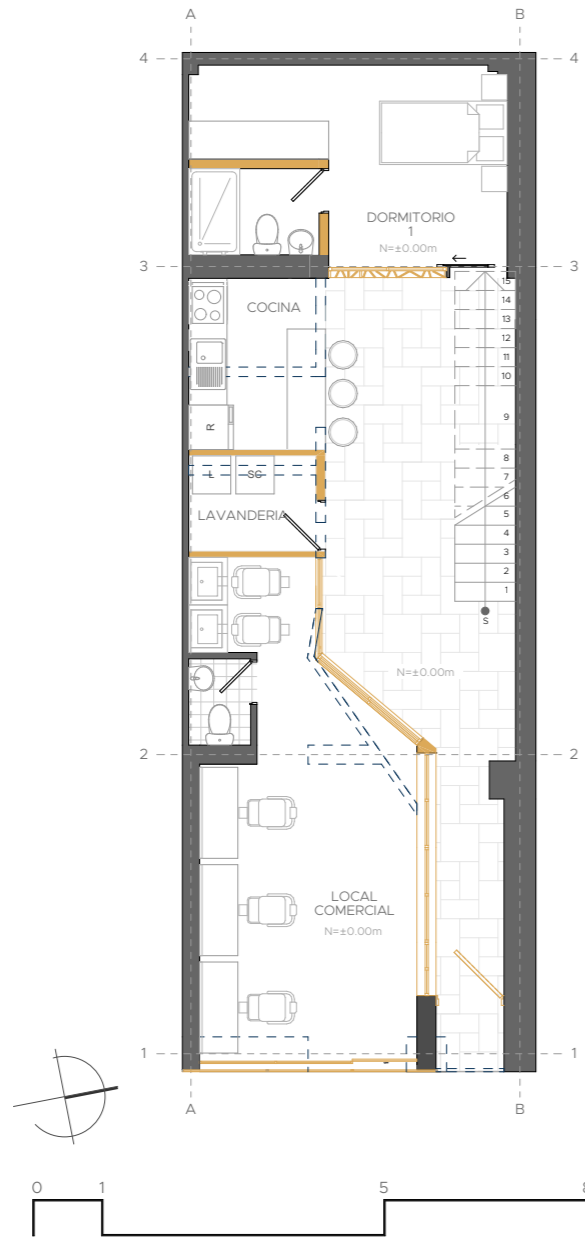 A B
4 4
DORMITORIO
1
N=±0.00m
3 3
COCINA
15
14
13
12
11
10
9
R
8
L SC
7
6
LAVANDERIA
5
4
3
2
1
S
N=±0.00m
2 2
LOCAL
COMERCIAL
N=±0.00m
1 1
A B
0 1 5 8